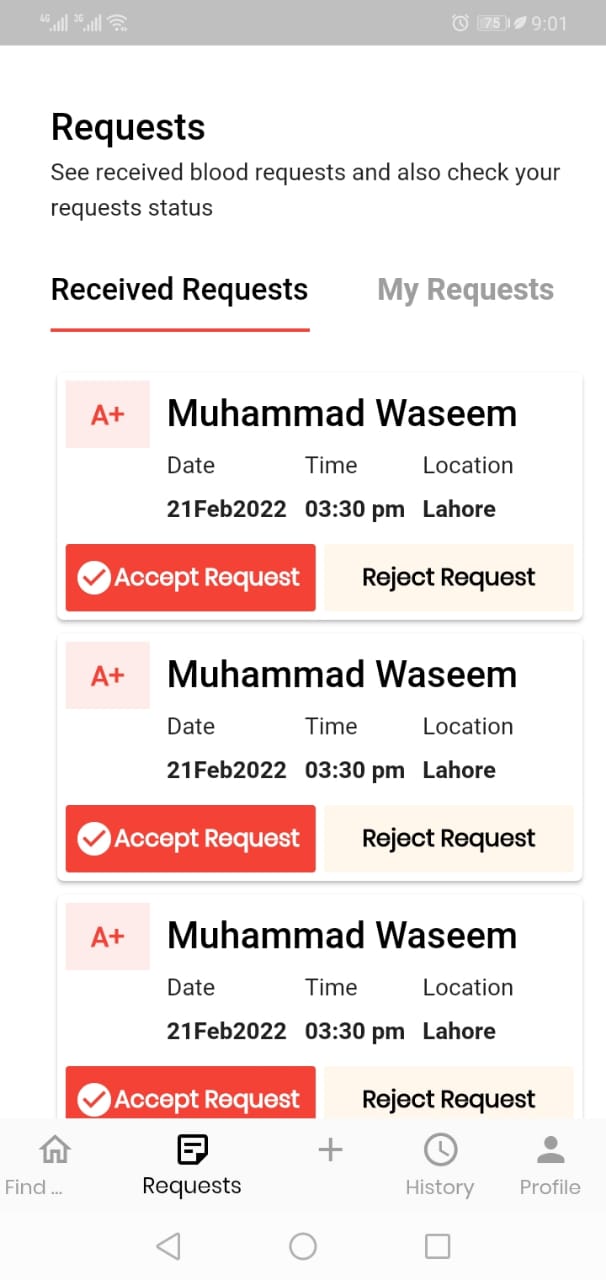 4G 3G 75 9:01
Requests
See received blood requests and also check your
requests status
Received Requests My Requests
A+ Muhammad Waseem
Date Time Location
21Feb2022 03:30 pm Lahore
Accept Request Reject Request
A+ Muhammad Waseem
Date Time Location
21Feb2022 03:30 pm Lahore
Accept Request Reject Request
A+ Muhammad Waseem
Date Time Location
21Feb2022 03:30 pm Lahore
Accept Request Reject Request
Find ... Requests History Profile